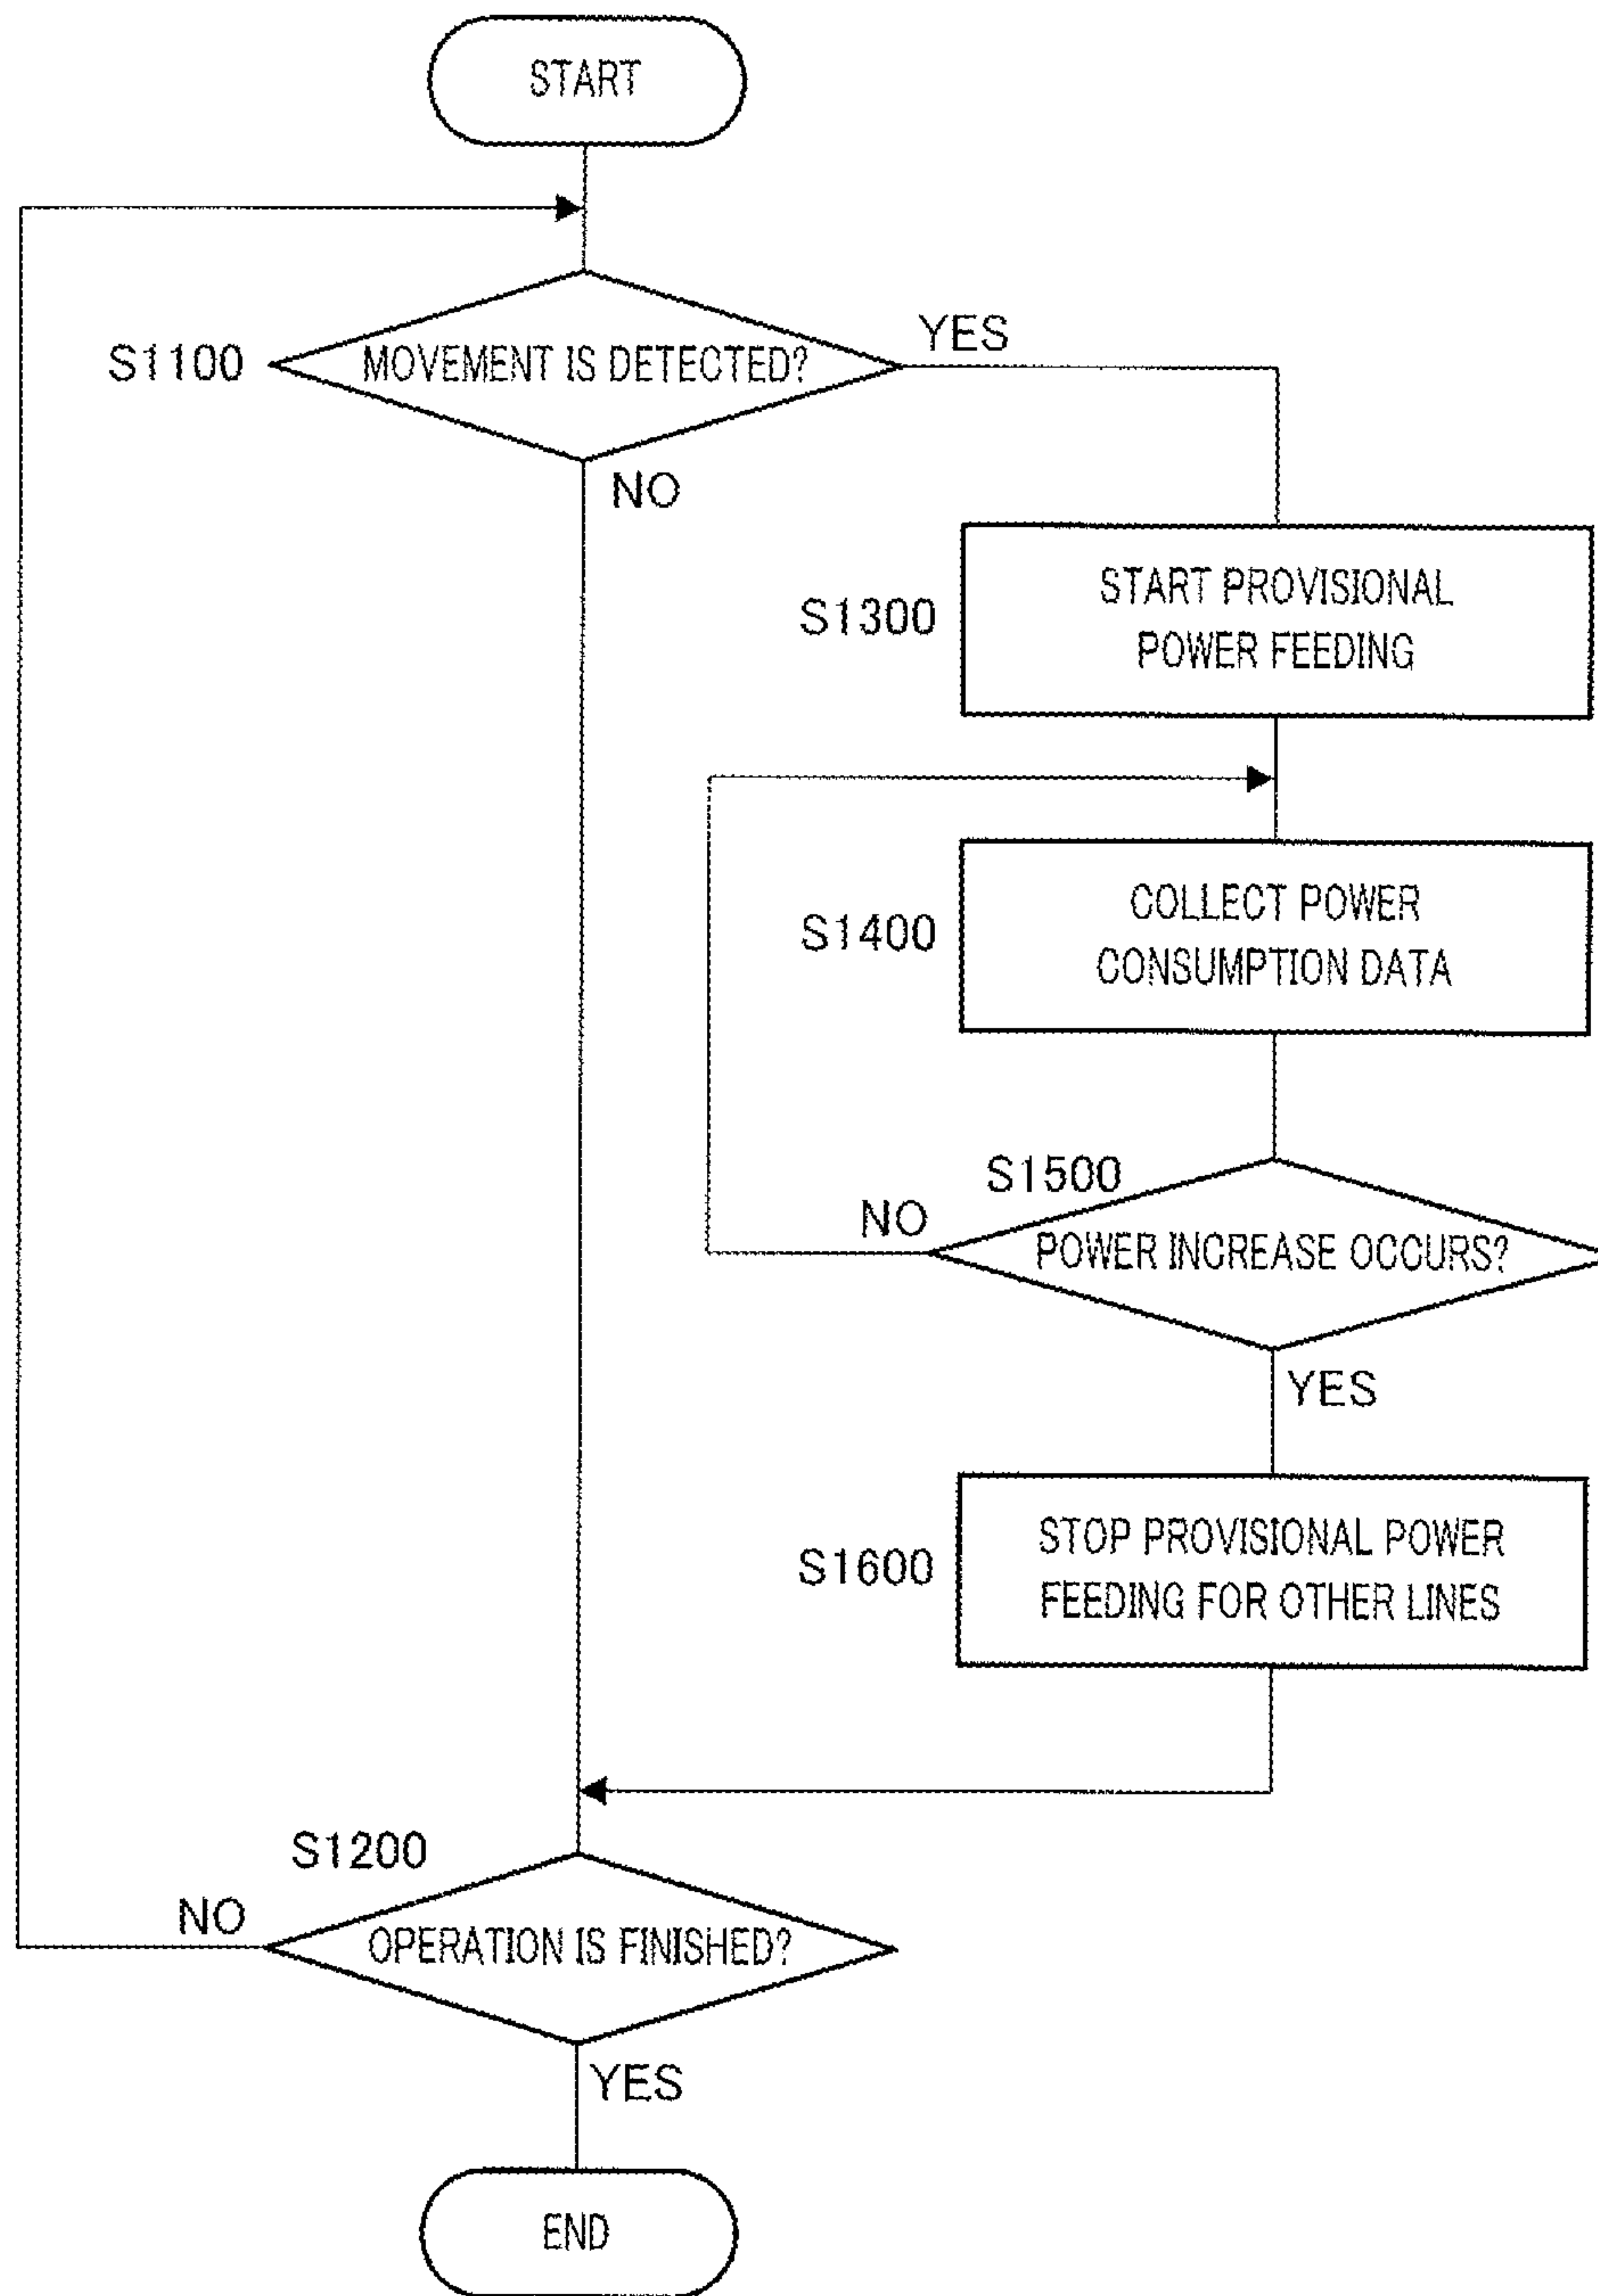 START
S1100
MOVEMENT IS DETECTED?
YES
NO
S1300
START PROVISIONAL
POWER FEEDING
S1400
COLLECT POWER
CONSUMPTION DATA
S1500
NO
POWER INCREASE OCCURS?
YES
S1600
STOP PROVISIONAL POWER
FEEDING FOR OTHER LINES
S1200
NO
OPERATION IS FINISHED?
YES
END